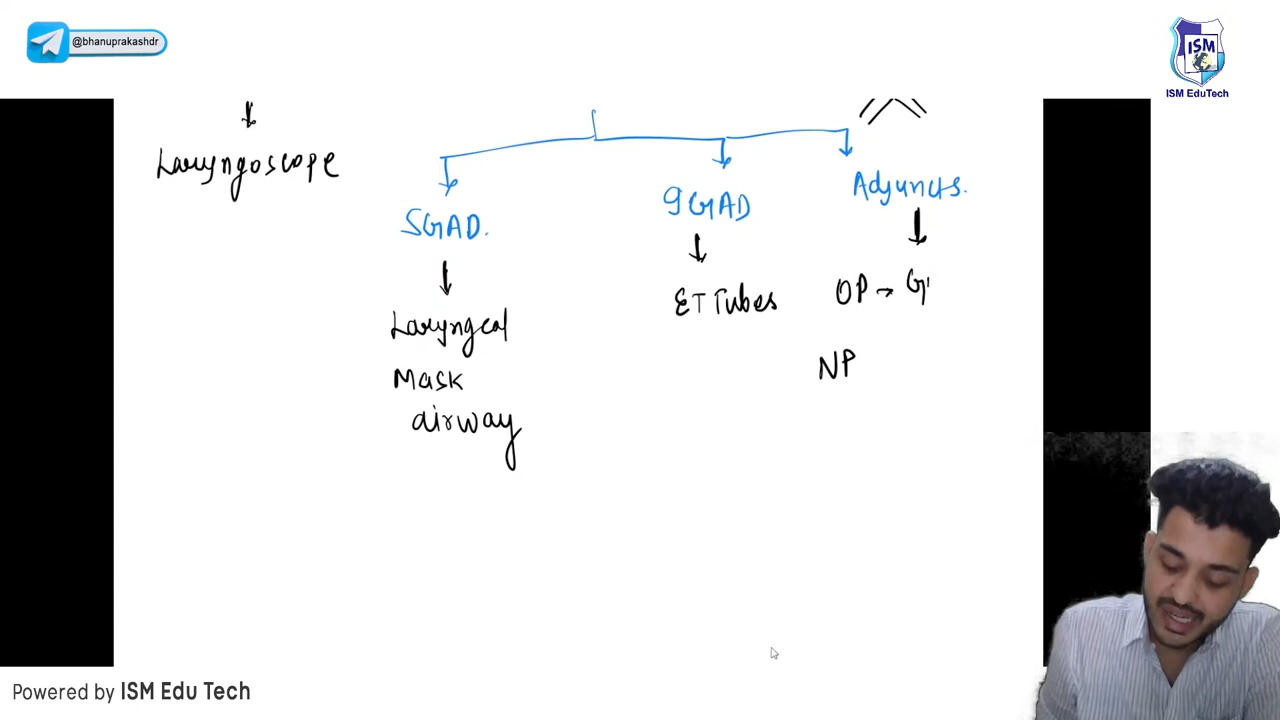 @bhanuprakashdr
ISM
ISM EduTech
Laryngoscope
SGAD.
IGAD
Adjuncts.
Laryngeal
Mask
airway
ET Tubes
OP → G
NP
Powered by ISM Edu Tech